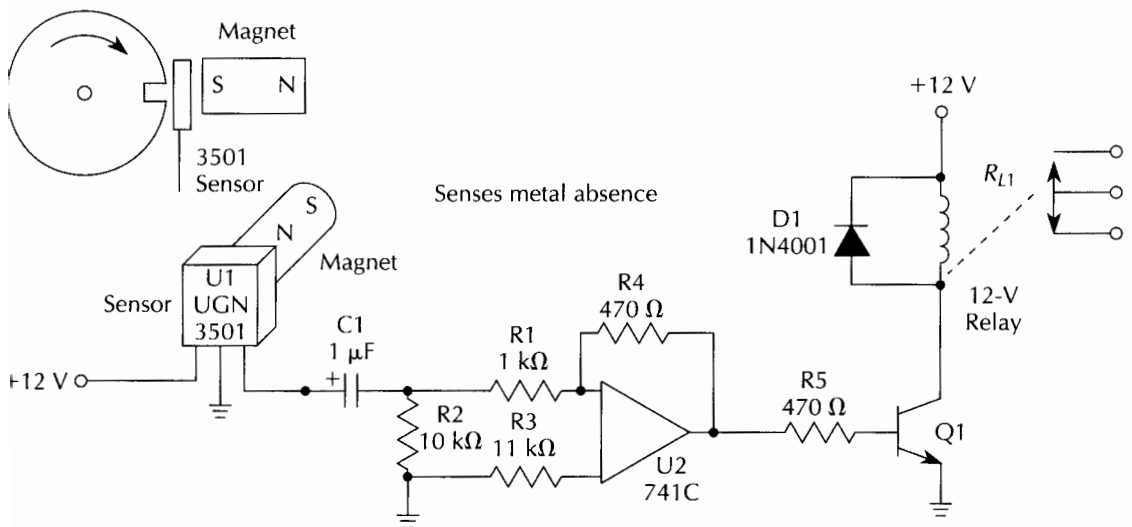 Magnet
S N
3501
Sensor
Senses metal absence
S
N
Magnet
Sensor
U1
UGN
3501
+12 V
C1
1 µF
+
R2
10 kΩ
R1
1 kΩ
R3
11 kΩ
R4
470 Ω
U2
741C
R5
470 Ω
Q1
+12 V
D1
1N4001
12-V
Relay
RL1